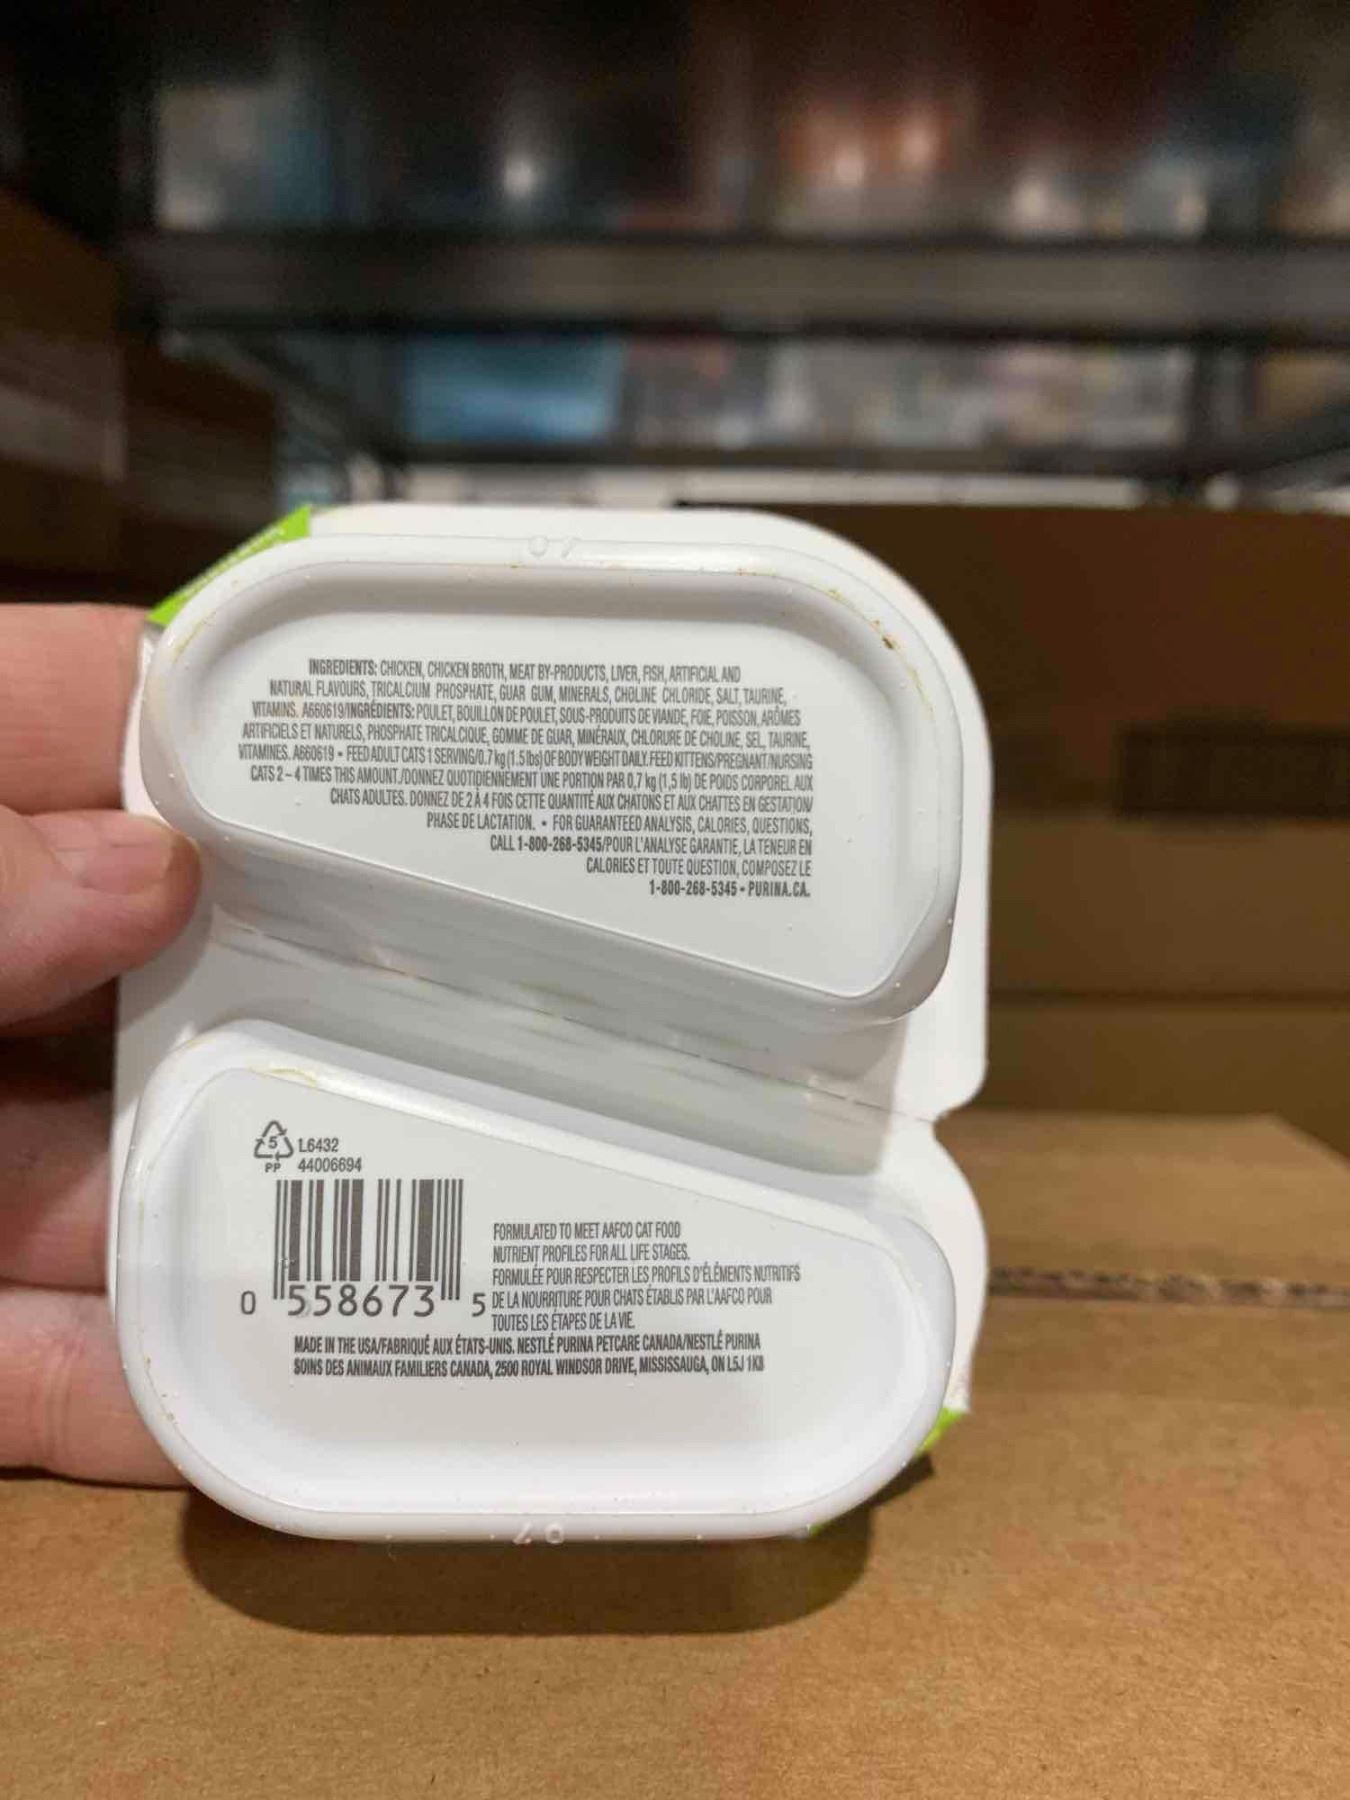 INGREDIENTS: CHICKEN, CHICKEN BROTH, MEAT BY-PRODUCTS, LIVER, FISH, ARTIFICIAL AND
NATURAL FLAVOURS, TRICALCIUM PHOSPHATE, GUAR GUM, MINERALS, CHOLINE CHLORIDE, SALT, TAURINE,
VITAMINS. A660619/INGRÉDIENTS: POULET, BOUILLON DE POULET, SOUS-PRODUITS DE VIANDE, FOIE, POISSON, ARÔMES
ARTIFICIELS ET NATURELS, PHOSPHATE TRICALCIQUE, GOMME DE GUAR, MINÉRAUX, CHLORURE DE CHOLINE, SEL, TAURINE,
VITAMINES. A660619 • FEED ADULT CATS 1 SERVING/0.7 kg (1.5 lbs) OF BODY WEIGHT DAILY. FEED KITTENS/PREGNANT/NURSING
CATS 2 – 4 TIMES THIS AMOUNT./DONNEZ QUOTIDIENNEMENT UNE PORTION PAR 0,7 kg (1,5 lb) DE POIDS CORPOREL AUX
CHATS ADULTES. DONNEZ DE 2 À 4 FOIS CETTE QUANTITÉ AUX CHATONS ET AUX CHATTES EN GESTATION/
PHASE DE LACTATION. • FOR GUARANTEED ANALYSIS, CALORIES, QUESTIONS,
CALL 1-800-268-5345/POUR L'ANALYSE GARANTIE, LA TENEUR EN
CALORIES ET TOUTE QUESTION, COMPOSEZ LE
1-800-268-5345 • PURINA.CA.
5 L6432
PP 44006694
FORMULATED TO MEET AAFCO CAT FOOD
NUTRIENT PROFILES FOR ALL LIFE STAGES.
FORMULÉE POUR RESPECTER LES PROFILS D'ÉLÉMENTS NUTRITIFS
DE LA NOURRITURE POUR CHATS ÉTABLIS PAR L'AAFCO POUR
TOUTES LES ÉTAPES DE LA VIE.
0 558673 5
MADE IN THE USA/FABRIQUÉ AUX ÉTATS-UNIS. NESTLÉ PURINA PETCARE CANADA/NESTLÉ PURINA
SOINS DES ANIMAUX FAMILIERS CANADA, 2500 ROYAL WINDSOR DRIVE, MISSISSAUGA, ON L5J 1K8